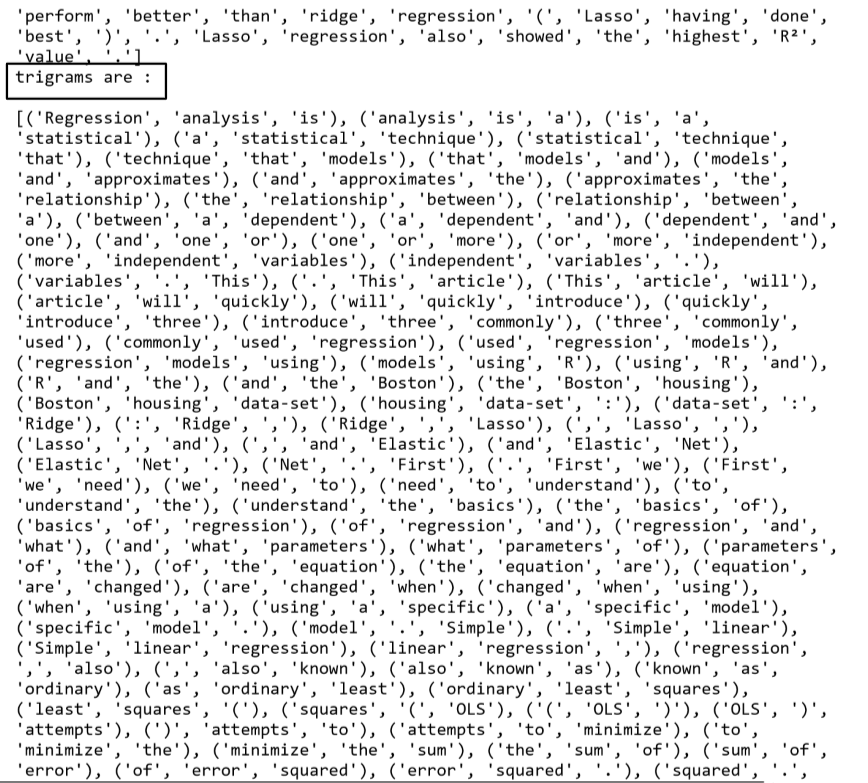 'perform', 'better', 'than', 'ridge', 'regression', '(', 'Lasso', 'having', 'done',
'best', ')', '.', 'Lasso', 'regression', 'also', 'showed', 'the', 'highest', 'R²',
'value', '.']
trigrams are :
[('Regression', 'analysis', 'is'), ('analysis', 'is', 'a'), ('is', 'a',
'statistical'), ('a', 'statistical', 'technique'), ('statistical', 'technique',
'that'), ('technique', 'that', 'models'), ('that', 'models', 'and'), ('models',
'and', 'approximates'), ('and', 'approximates', 'the'), ('approximates', 'the',
'relationship'), ('the', 'relationship', 'between'), ('relationship', 'between',
'a'), ('between', 'a', 'dependent'), ('a', 'dependent', 'and'), ('dependent', 'and',
'one'), ('and', 'one', 'or'), ('one', 'or', 'more'), ('or', 'more', 'independent'),
('more', 'independent', 'variables'), ('independent', 'variables', '.'),
('variables', '.', 'This'), ('.', 'This', 'article'), ('This', 'article', 'will'),
('article', 'will', 'quickly'), ('will', 'quickly', 'introduce'), ('quickly',
'introduce', 'three'), ('introduce', 'three', 'commonly'), ('three', 'commonly',
'used'), ('commonly', 'used', 'regression'), ('used', 'regression', 'models'),
('regression', 'models', 'using'), ('models', 'using', 'R'), ('using', 'R', 'and'),
('R', 'and', 'the'), ('and', 'the', 'Boston'), ('the', 'Boston', 'housing'),
('Boston', 'housing', 'data-set'), ('housing', 'data-set', ':'), ('data-set', ':',
'Ridge'), (':', 'Ridge', ','), ('Ridge', ',', 'Lasso'), (',', 'Lasso', ','),
('Lasso', ',', 'and'), (',', 'and', 'Elastic'), ('and', 'Elastic', 'Net'),
('Elastic', 'Net', '.'), ('Net', '.', 'First'), ('.', 'First', 'we'), ('First',
'we', 'need'), ('we', 'need', 'to'), ('need', 'to', 'understand'), ('to',
'understand', 'the'), ('understand', 'the', 'basics'), ('the', 'basics', 'of'),
('basics', 'of', 'regression'), ('of', 'regression', 'and'), ('regression', 'and',
'what'), ('and', 'what', 'parameters'), ('what', 'parameters', 'of'), ('parameters',
'of', 'the'), ('of', 'the', 'equation'), ('the', 'equation', 'are'), ('equation',
'are', 'changed'), ('are', 'changed', 'when'), ('changed', 'when', 'using'),
('when', 'using', 'a'), ('using', 'a', 'specific'), ('a', 'specific', 'model'),
('specific', 'model', '.'), ('model', '.', 'Simple'), ('.', 'Simple', 'linear'),
('Simple', 'linear', 'regression'), ('linear', 'regression', ','), ('regression',
',', 'also'), (',', 'also', 'known'), ('also', 'known', 'as'), ('known', 'as',
'ordinary'), ('as', 'ordinary', 'least'), ('ordinary', 'least', 'squares'),
('least', 'squares', '('), ('squares', '(', 'OLS'), ('(', 'OLS', ')'), ('OLS', ')',
'attempts'), (')', 'attempts', 'to'), ('attempts', 'to', 'minimize'), ('to',
'minimize', 'the'), ('minimize', 'the', 'sum'), ('the', 'sum', 'of'), ('sum', 'of',
'error'), ('of', 'error', 'squared'), ('error', 'squared', '.'), ('squared', '.',